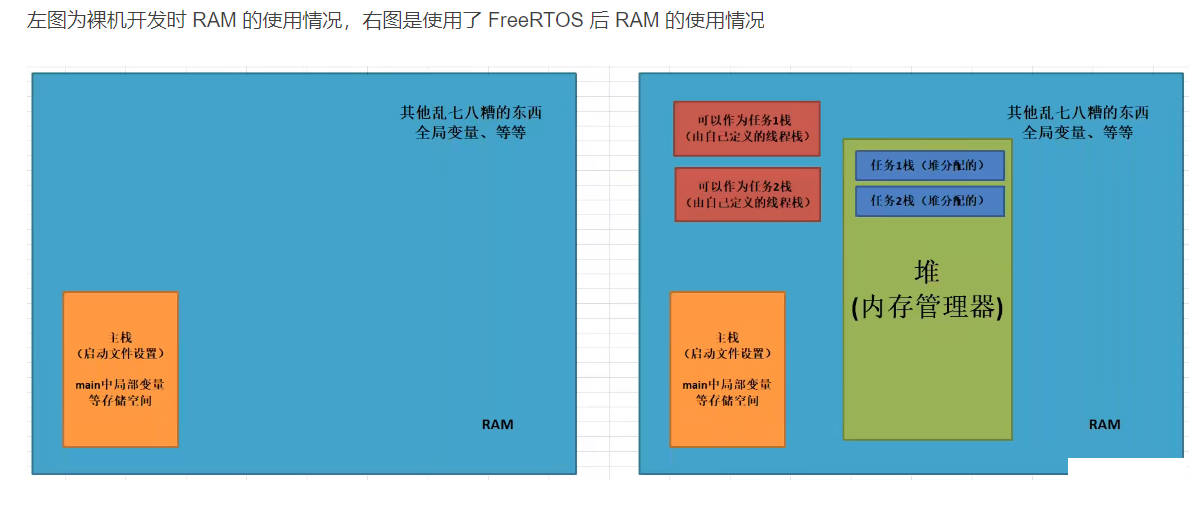 左图为裸机开发时 RAM 的使用情况，右图是使用了 FreeRTOS 后 RAM 的使用情况
其他乱七八糟的东西
全局变量、等等
主栈
（启动文件设置）
main中局部变量
等存储空间
RAM
可以作为任务1栈
（由自己定义的线程栈）
可以作为任务2栈
（由自己定义的线程栈）
其他乱七八糟的东西
全局变量、等等
任务1栈（堆分配的）
任务2栈（堆分配的）
堆
(内存管理器)
主栈
（启动文件设置）
main中局部变量
等存储空间
RAM